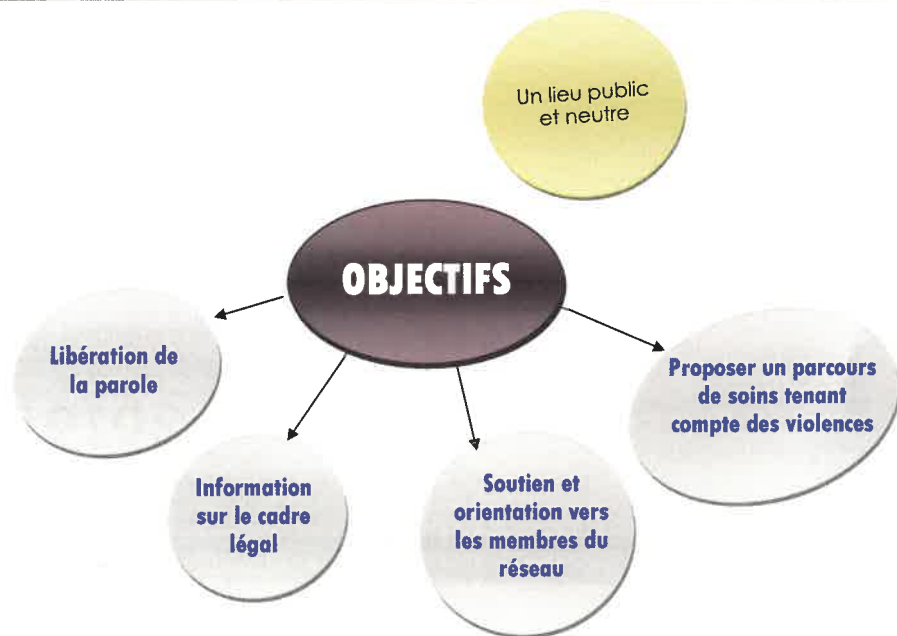 Un lieu public
et neutre
OBJECTIFS
Libération de
la parole
Information
sur le cadre
légal
Soutien et
orientation vers
les membres du
réseau
Proposer un parcours
de soins tenant
compte des violences